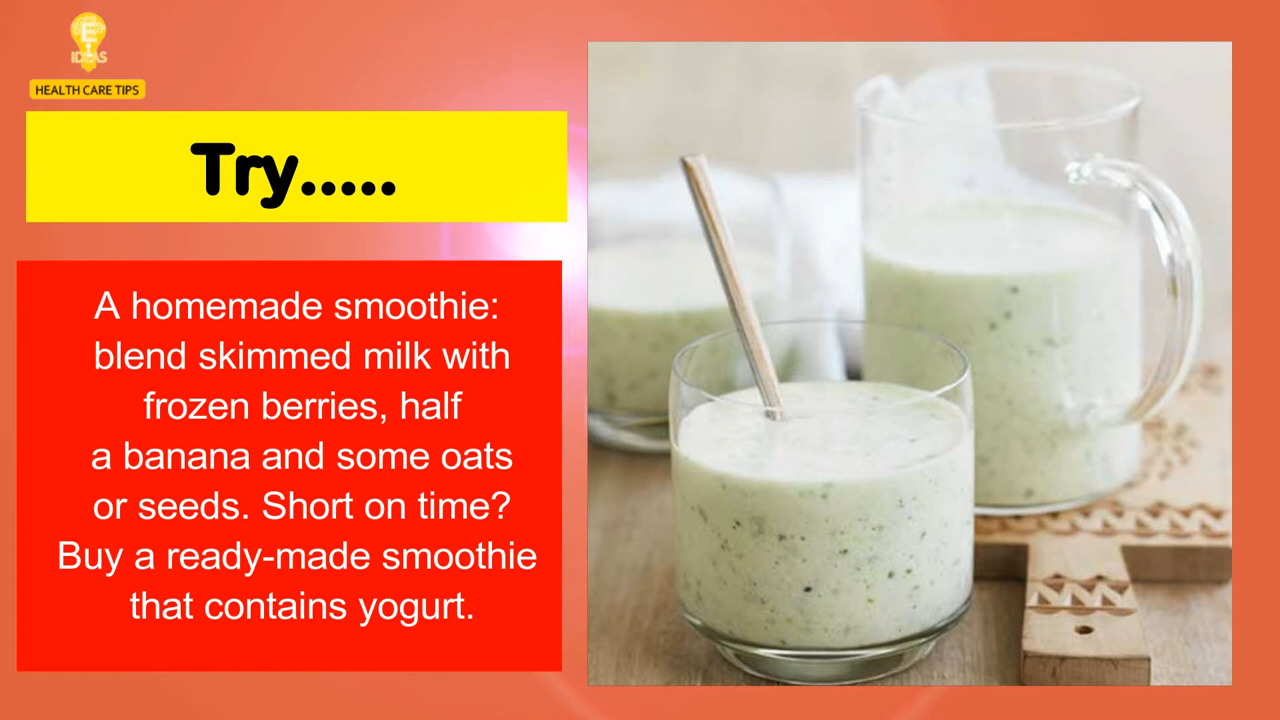 E
IDEAS
HEALTH CARE TIPS
Try.....
A homemade smoothie:
blend skimmed milk with
frozen berries, half
a banana and some oats
or seeds. Short on time?
Buy a ready-made smoothie
that contains yogurt.